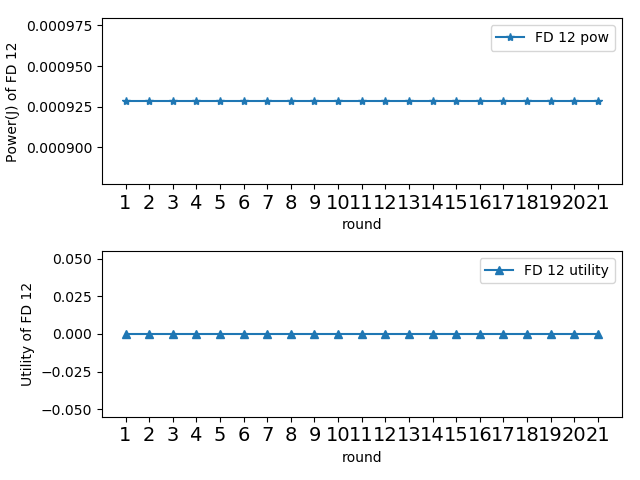 0.000975
0.000950
0.000925
0.000900
Power(J) of FD 12
FD 12 pow
1 2 3 4 5 6 7 8 9 10 11 12 13 14 15 16 17 18 19 20 21
round
0.050
0.025
0.000
−0.025
−0.050
Utility of FD 12
FD 12 utility
1 2 3 4 5 6 7 8 9 10 11 12 13 14 15 16 17 18 19 20 21
round